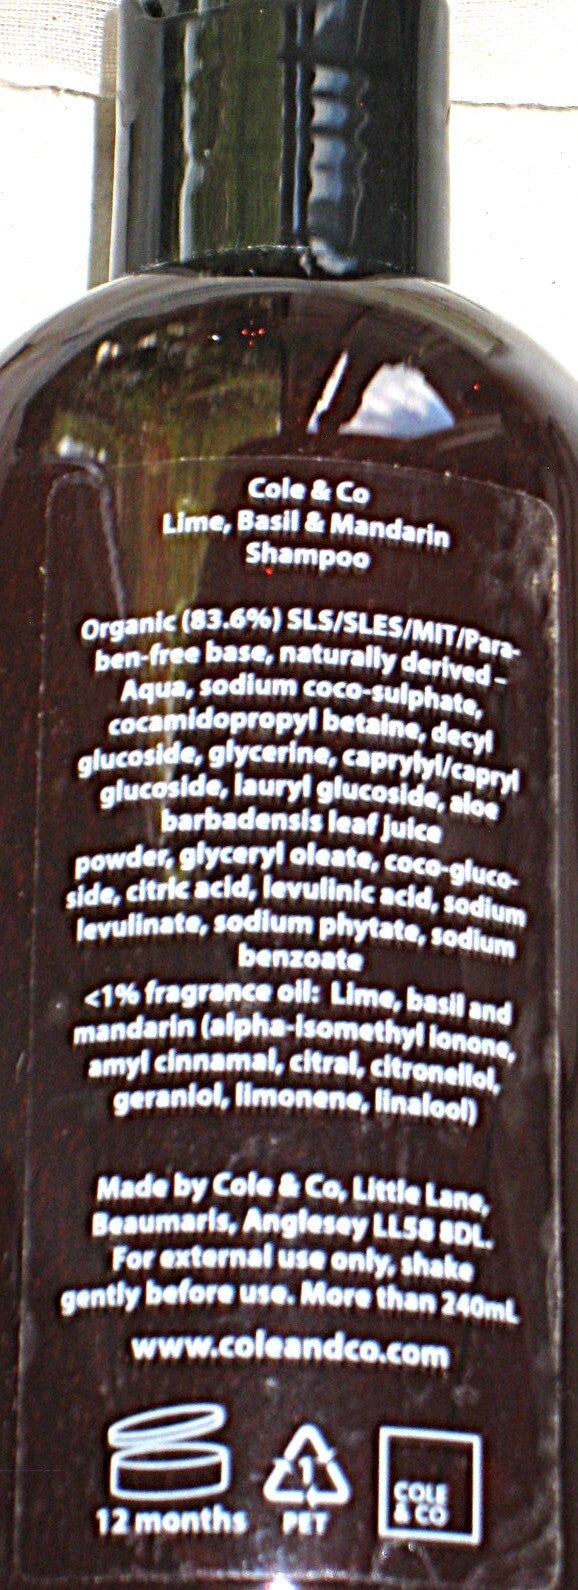 Cole & Co
Lime, Basil & Mandarin
Shampoo
Organic (83.6%) SLS/SLES/MIT/Para-
ben-free base, naturally derived –
Aqua, sodium coco-sulphate,
cocamidopropyl betaine, decyl
glucoside, glycerine, caprylyl/capryl
glucoside, lauryl glucoside, aloe
barbadensis leaf juice
powder, glyceryl oleate, coco-gluco-
side, citric acid, levulinic acid, sodium
levulinate, sodium phytate, sodium
benzoate
<1% fragrance oil: Lime, basil and
mandarin (alpha-isomethyl ionone,
amyl cinnamal, citral, citronellol,
geraniol, limonene, linalool)
Made by Cole & Co, Little Lane,
Beaumaris, Anglesey LL58 8DL.
For external use only, shake
gently before use. More than 240mL
www.coleandco.com
12 months
1
PET
COLE
& CO